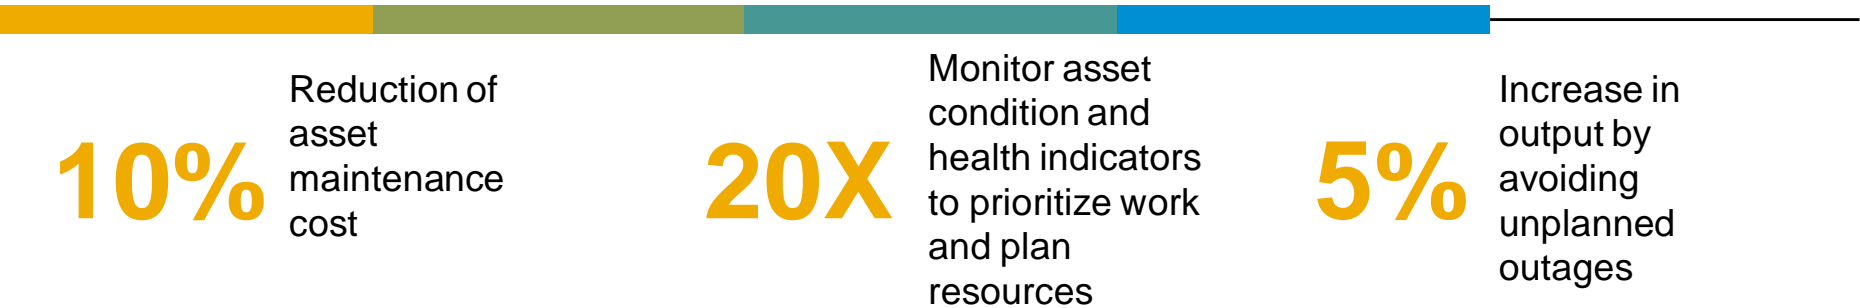 10%
Reduction of
asset
maintenance
cost
20X
Monitor asset
condition and
health indicators
to prioritize work
and plan
resources
5%
Increase in
output by
avoiding
unplanned
outages